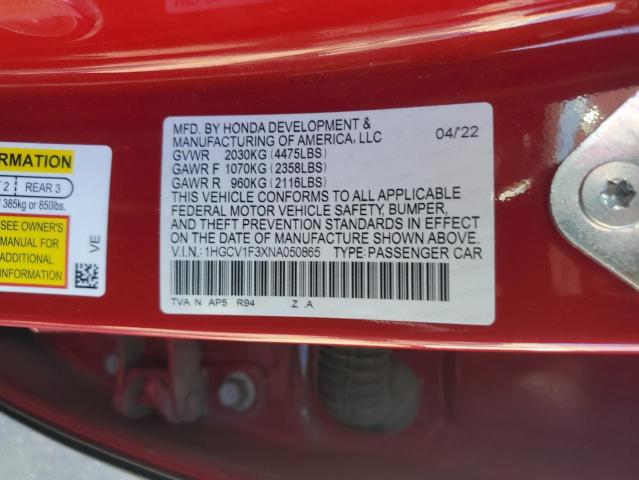 MFD. BY HONDA DEVELOPMENT &
MANUFACTURING OF AMERICA, LLC
04/22
GVWR 2030KG (4475LBS)
GAWR F 1070KG (2358LBS)
GAWR R 960KG (2116LBS)
THIS VEHICLE CONFORMS TO ALL APPLICABLE
FEDERAL MOTOR VEHICLE SAFETY, BUMPER,
AND THEFT PREVENTION STANDARDS IN EFFECT
ON THE DATE OF MANUFACTURE SHOWN ABOVE.
V.I.N.: 1HGCV1F3XNA050865 TYPE: PASSENGER CAR
TVA N AP5 R94 .Z .A
FORMATION
2 REAR 3
385kg or 850lbs.
SEE OWNER'S
MANUAL FOR
ADDITIONAL
INFORMATION
VE